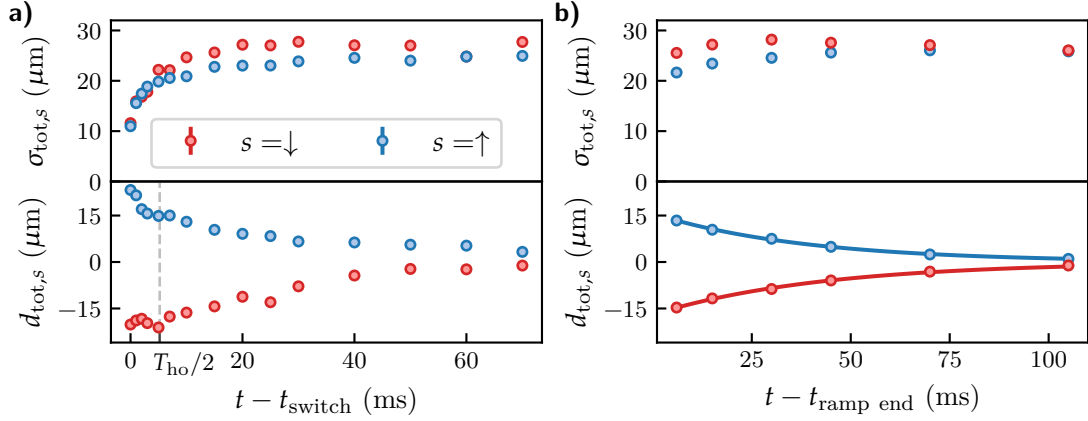 a)
σtot,s (μm)
30
20
10
0
s =↓
s =↑
dtot,s (μm)
15
0
−15
0
Tho/2
20
40
60
t − tswitch (ms)
b)
σtot,s (μm)
30
20
10
0
dtot,s (μm)
15
0
−15
25
50
75
100
t − tramp end (ms)